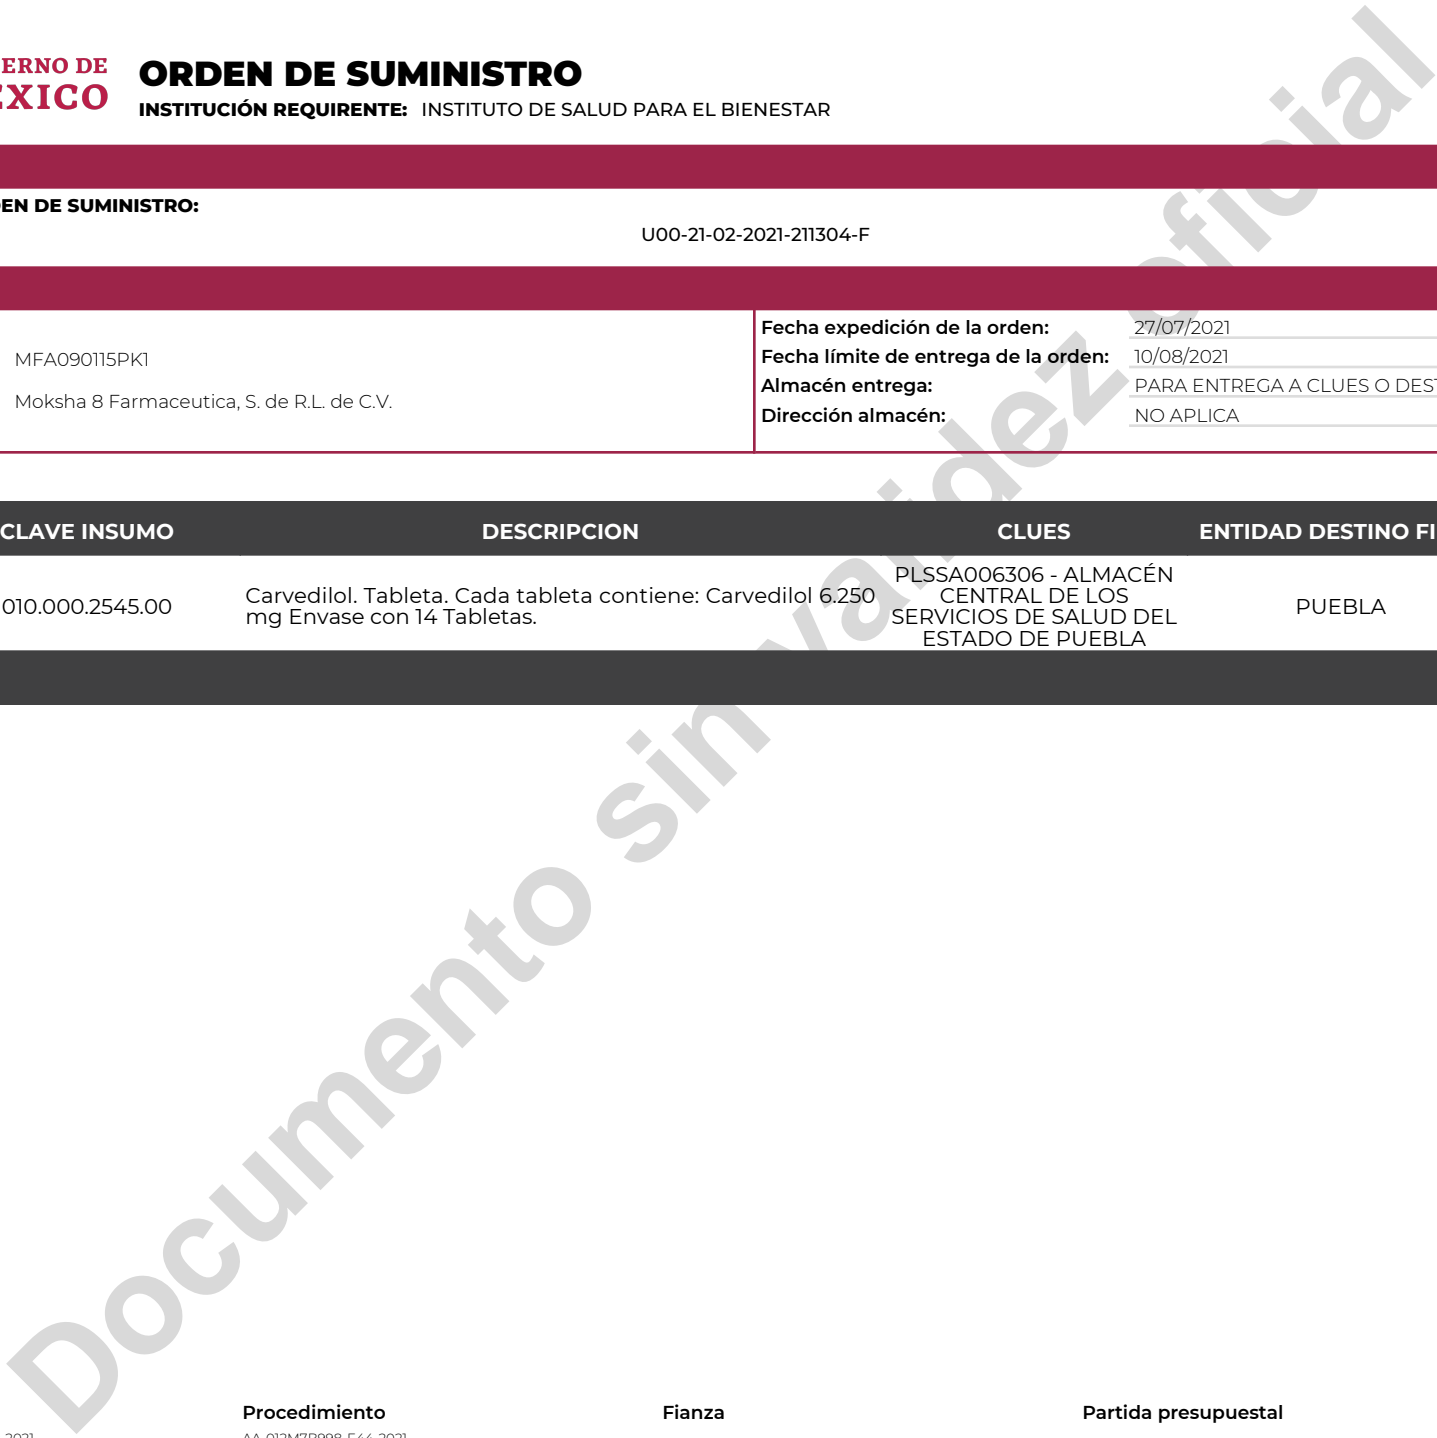 ERNO DE
ORDEN DE SUMINISTRO
EXICO
INSTITUCIÓN REQUIRENTE: INSTITUTO DE SALUD PARA EL BIENESTAR
EN DE SUMINISTRO:
U00-21-02-2021-211304-F
MFA090115PK1
Moksha 8 Farmaceutica, S. de R.L. de C.V.
Fecha expedición de la orden: 27/07/2021
Fecha límite de entrega de la orden: 10/08/2021
Almacén entrega: PARA ENTREGA A CLUES O DEST
Dirección almacén: NO APLICA
CLAVE INSUMO DESCRIPCION CLUES ENTIDAD DESTINO FI
010.000.2545.00
Carvedilol. Tableta. Cada tableta contiene: Carvedilol 6.250
mg Envase con 14 Tabletas.
PLSSA006306 - ALMACÉN
CENTRAL DE LOS
SERVICIOS DE SALUD DEL
ESTADO DE PUEBLA
PUEBLA
Documento sin validez oficial
Procedimiento Fianza Partida presupuestal